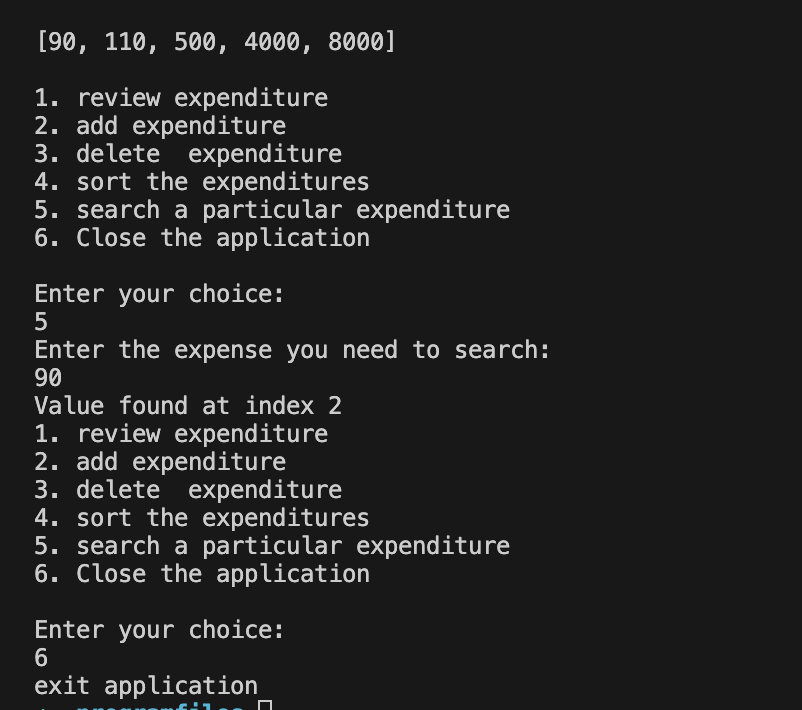 [90, 110, 500, 4000, 8000]
1. review expenditure
2. add expenditure
3. delete  expenditure
4. sort the expenditures
5. search a particular expenditure
6. Close the application
Enter your choice:
5
Enter the expense you need to search:
90
Value found at index 2
1. review expenditure
2. add expenditure
3. delete  expenditure
4. sort the expenditures
5. search a particular expenditure
6. Close the application
Enter your choice:
6
exit application